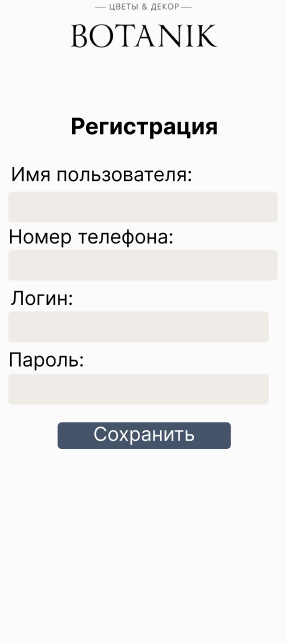 — ЦВЕТЫ & ДЕКОР —
BOTANIK
Регистрация
Имя пользователя:
Номер телефона:
Логин:
Пароль:
Сохранить